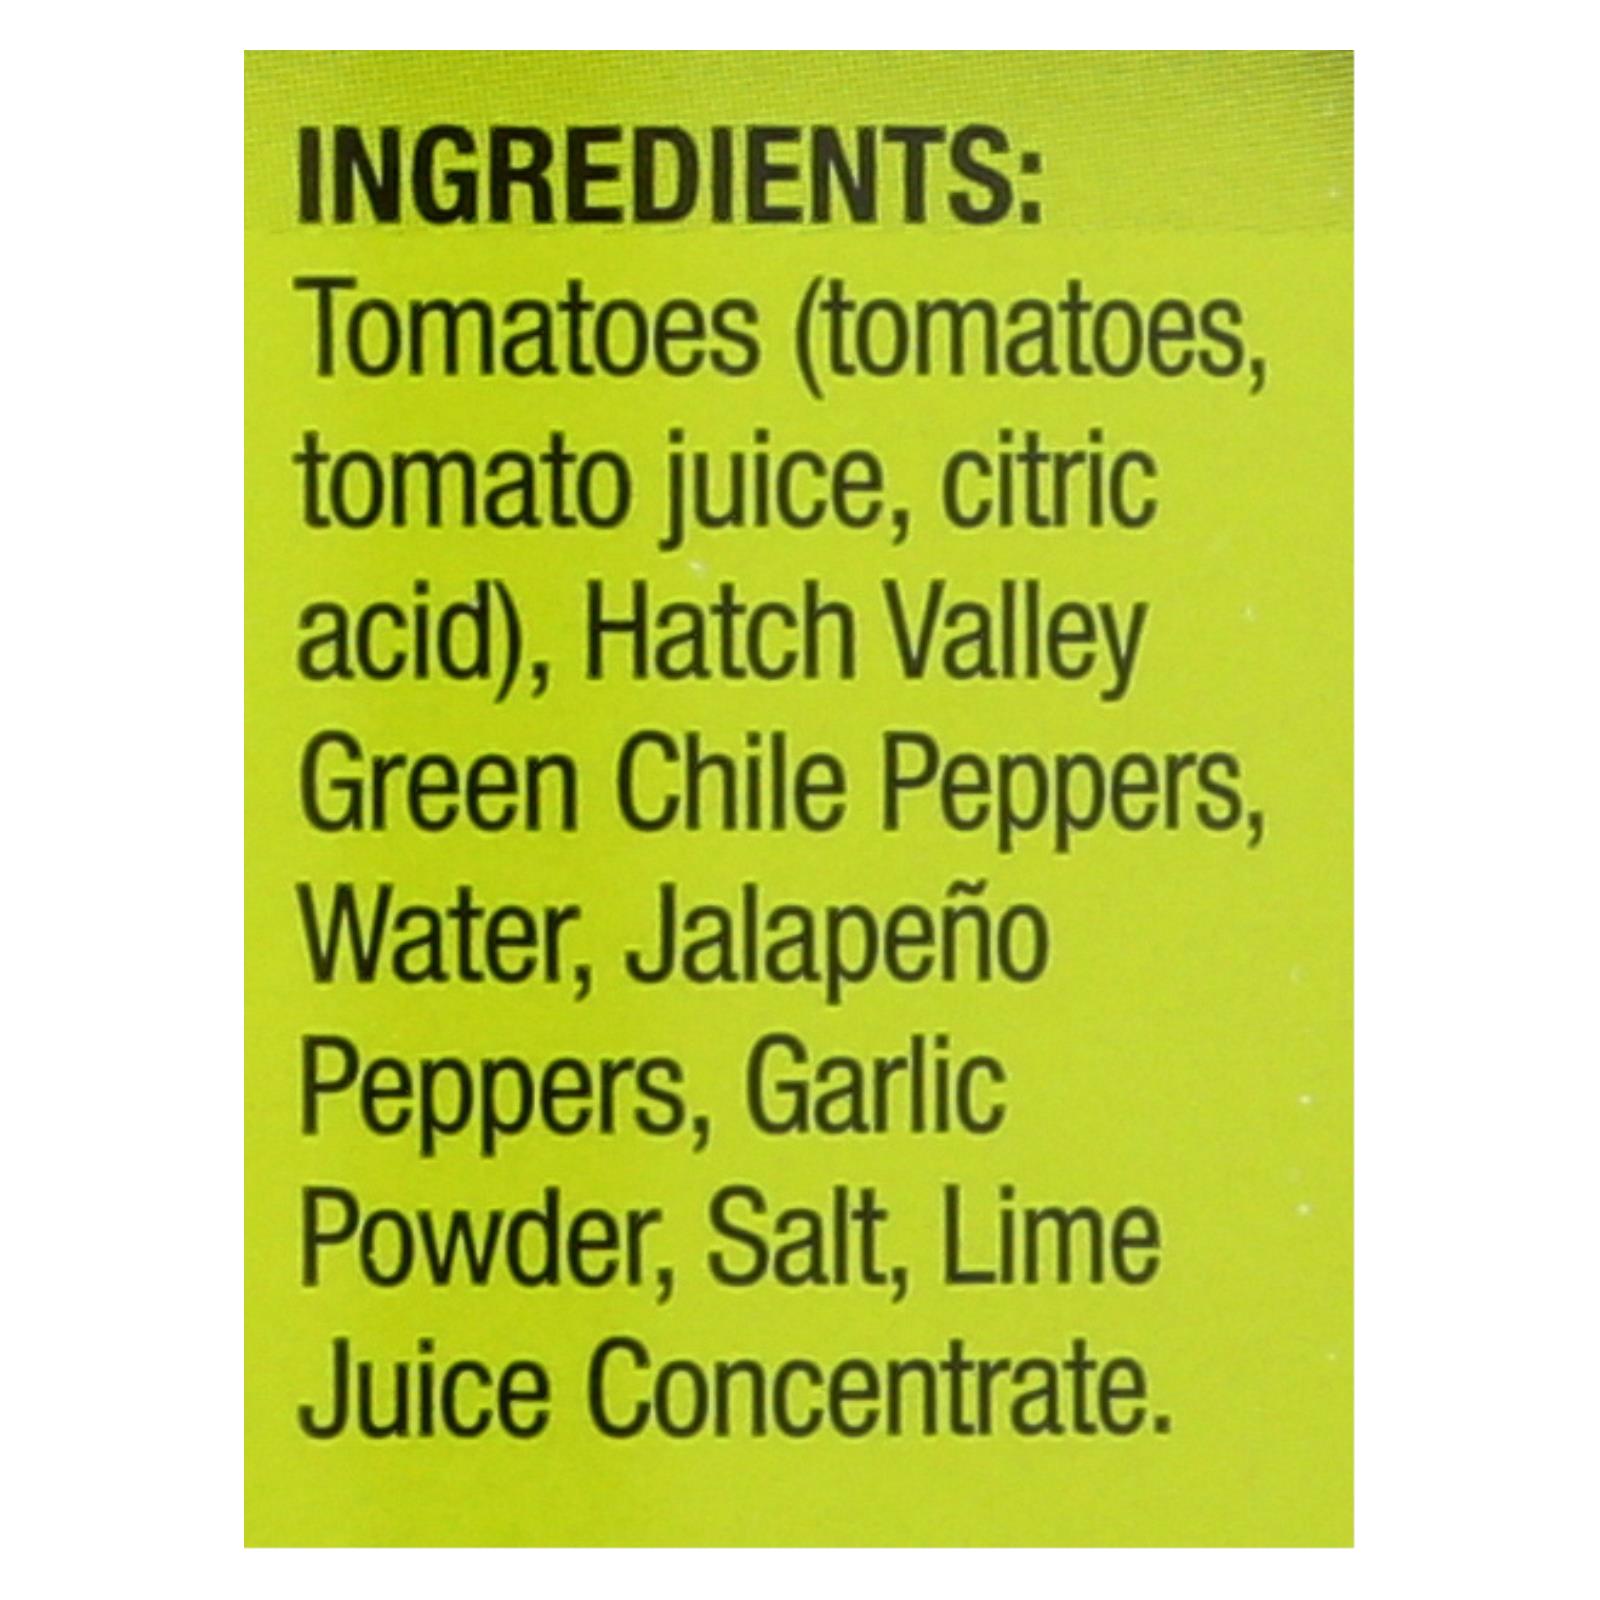 INGREDIENTS:
Tomatoes (tomatoes,
tomato juice, citric
acid), Hatch Valley
Green Chile Peppers,
Water, Jalapeño
Peppers, Garlic
Powder, Salt, Lime
Juice Concentrate.